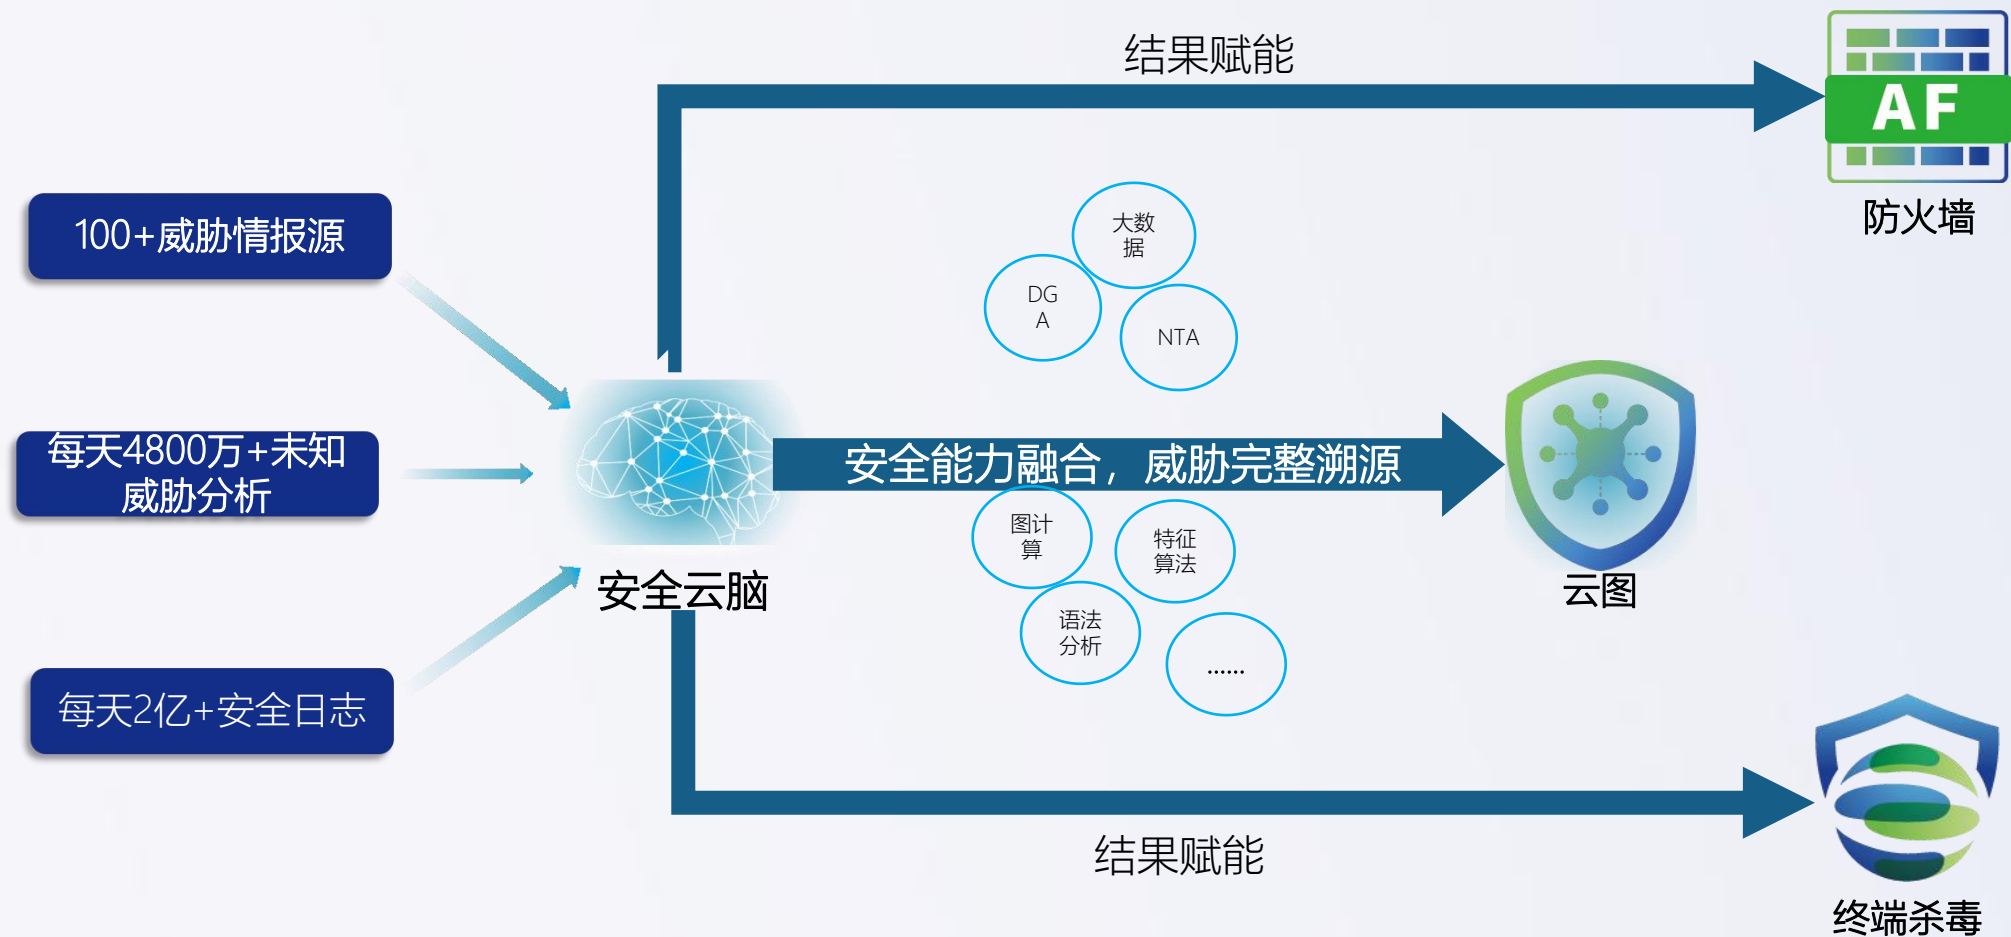 结果赋能
AF
防火墙
100+威胁情报源
大数
据
DG
A
NTA
每天4800万+未知
威胁分析
安全能力融合，威胁完整溯源
图计
算
特征
算法
安全云脑
云图
语法
分析
......
每天2亿+安全日志
结果赋能
终端杀毒